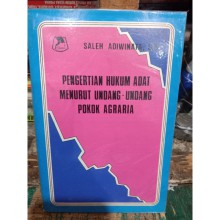 SALEH ADIWINATA
PENGERTIAN HUKUM ADAT
MENURUT UNDANG-UNDANG
POKOK AGRARIA